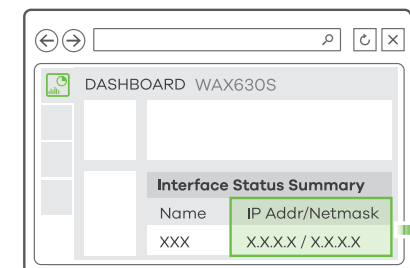 DASHBOARD WAX630S
Interface Status Summary
Name IP Addr/Netmask
XXX X.X.X.X / X.X.X.X